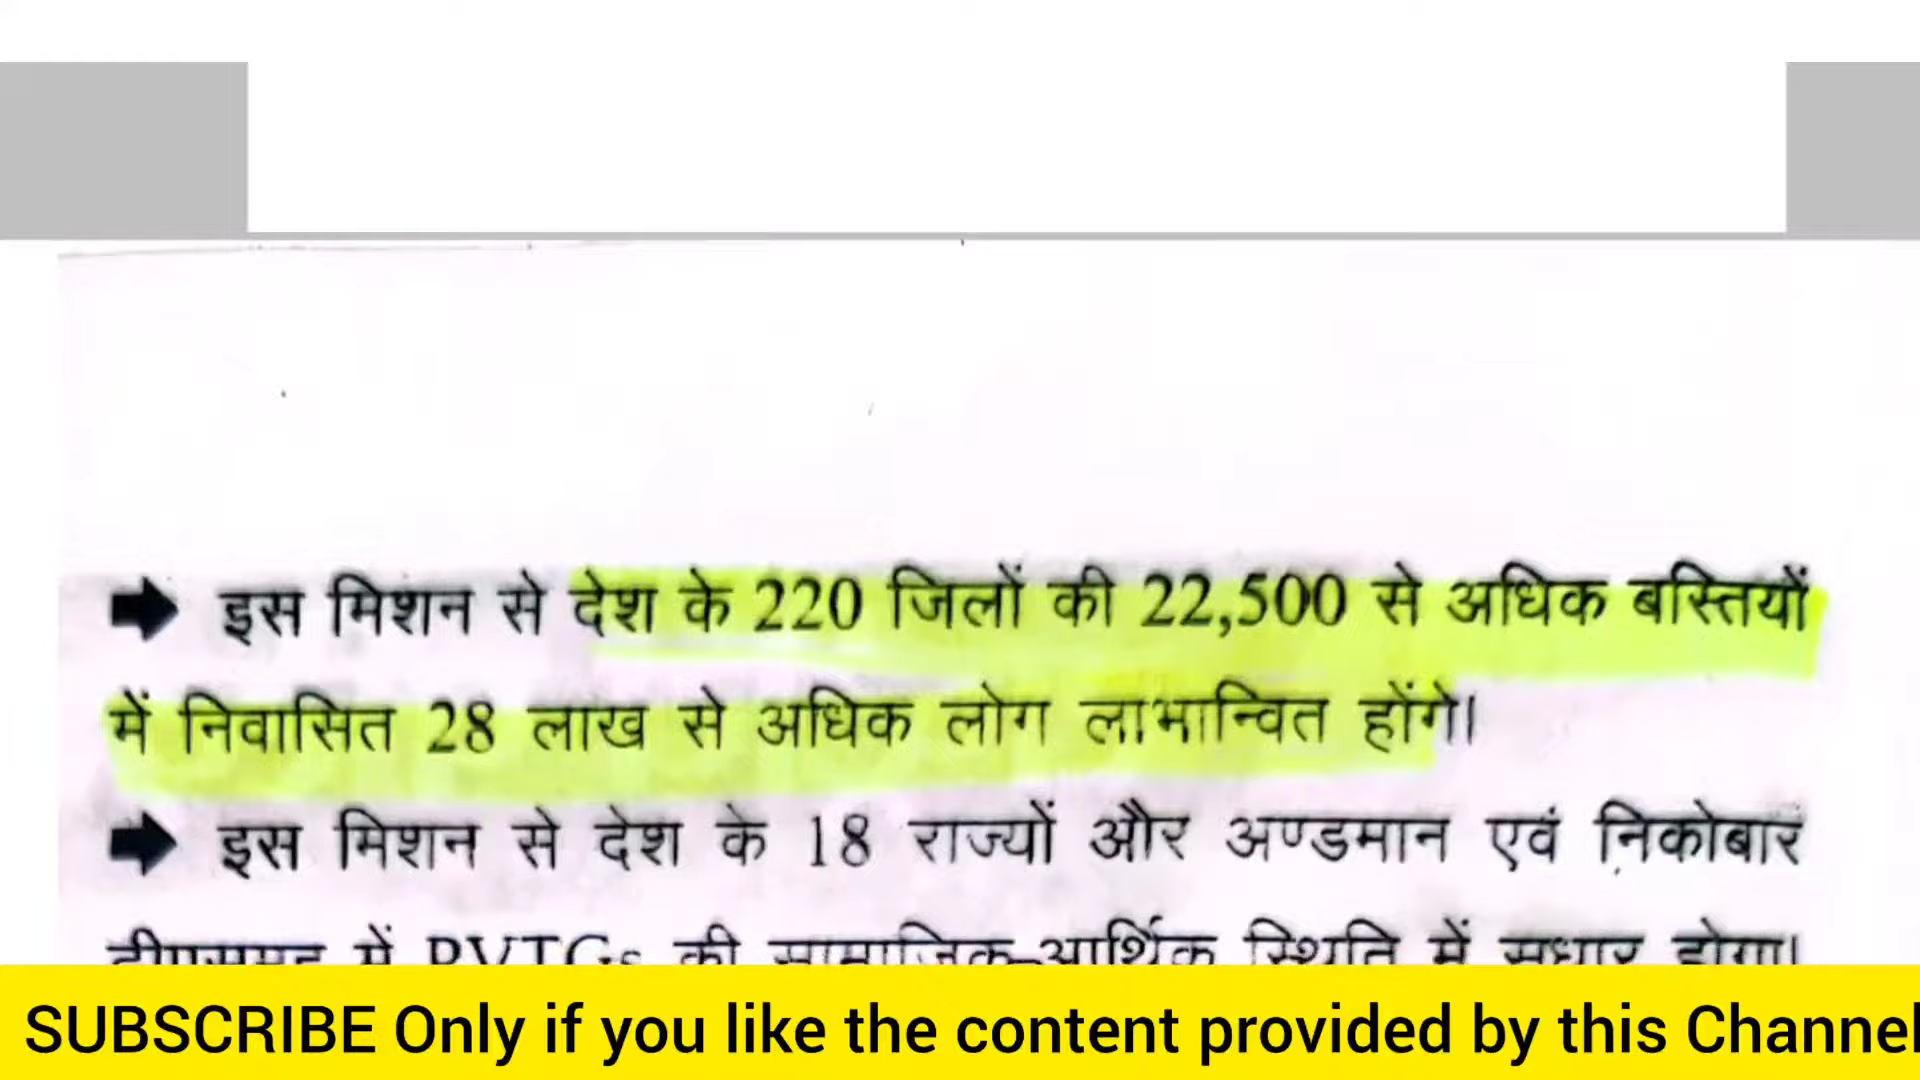 ➡ इस मिशन से देश के 220 जिलों की 22,500 से अधिक बस्तियों
में निवासित 28 लाख से अधिक लोग लाभान्वित होंगे।
➡ इस मिशन से देश के 18 राज्यों और अण्डमान एवं निकोबार
द्वीपसमूह में PVTGs की सामाजिक-आर्थिक स्थिति में सुधार होगा।
SUBSCRIBE Only if you like the content provided by this Channel